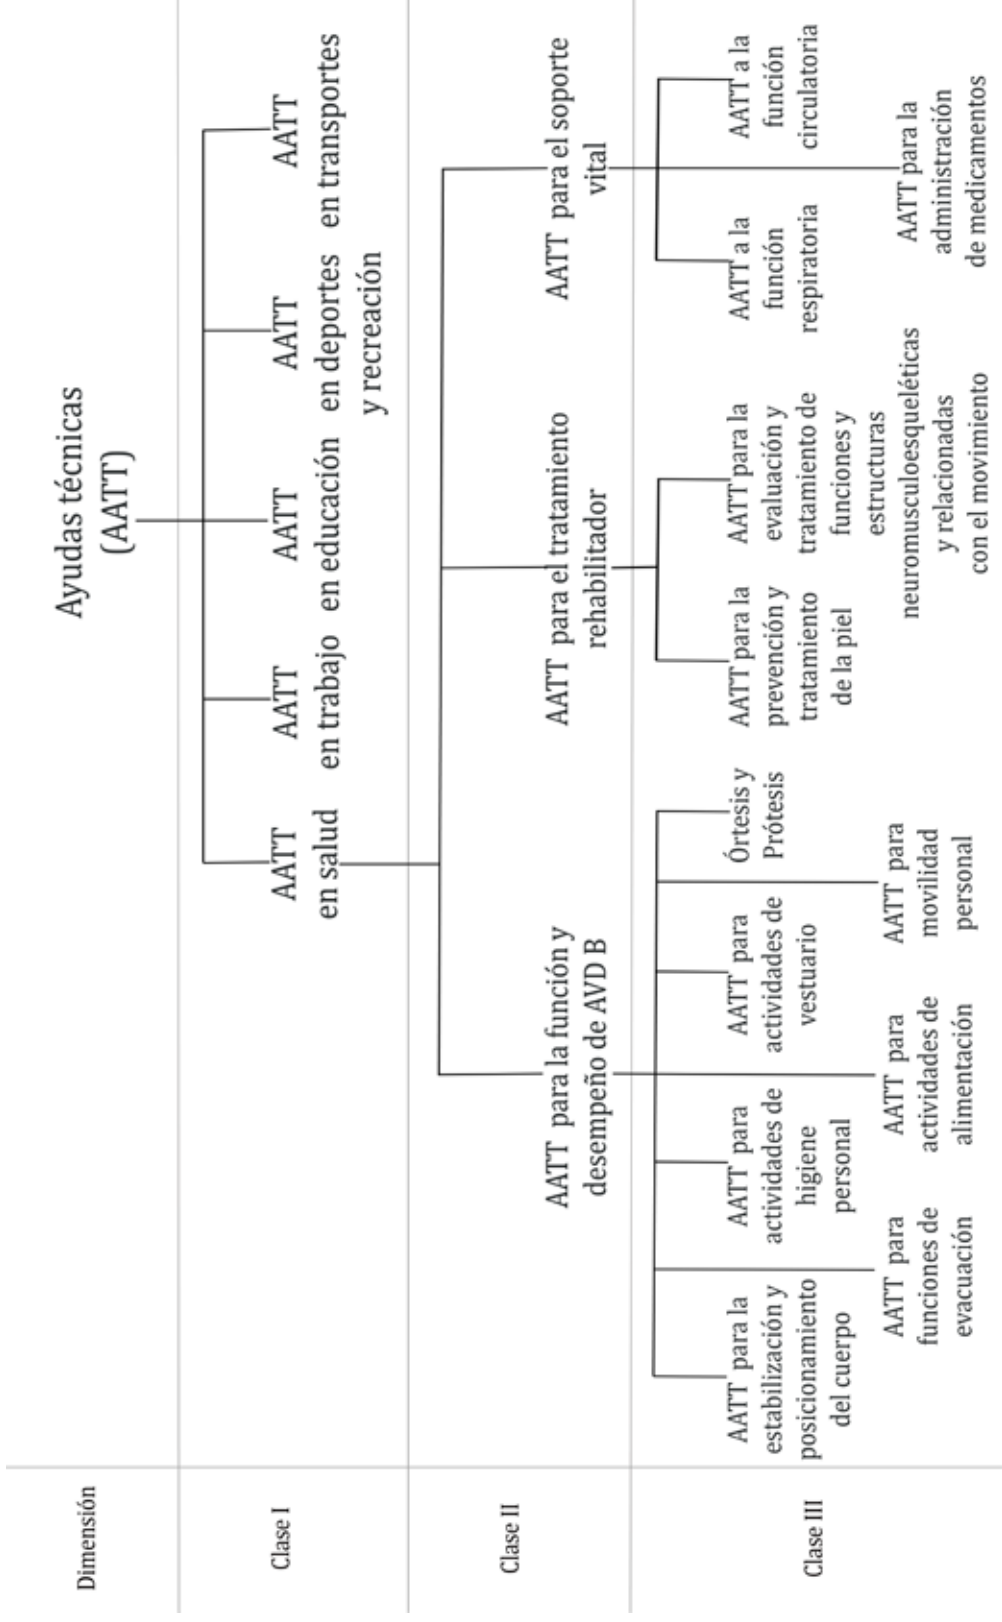 Dimensión
Ayudas técnicas
(AATT)
Clase I
AATT
en salud
AATT
en trabajo
AATT
en educación
AATT
en deportes
y recreación
AATT
en transportes
Clase II
AATT para la función y
desempeño de AVD B
AATT para el tratamiento
rehabilitador
AATT para el soporte
vital
Clase III
AATT para la
estabilización y
posicionamiento
del cuerpo
AATT para
funciones de
evacuación
AATT para
actividades de
higiene
personal
AATT para
actividades de
alimentación
AATT para
actividades de
vestuario
AATT para
movilidad
personal
Órtesis y
Prótesis
AATT para la
prevención y
tratamiento
de la piel
AATT para la
evaluación y
tratamiento de
funciones y
estructuras
neuromusculoesqueléticas
y relacionadas
con el movimiento
AATT a la
función
respiratoria
AATT para la
administración
de medicamentos
AATT a la
función
circulatoria